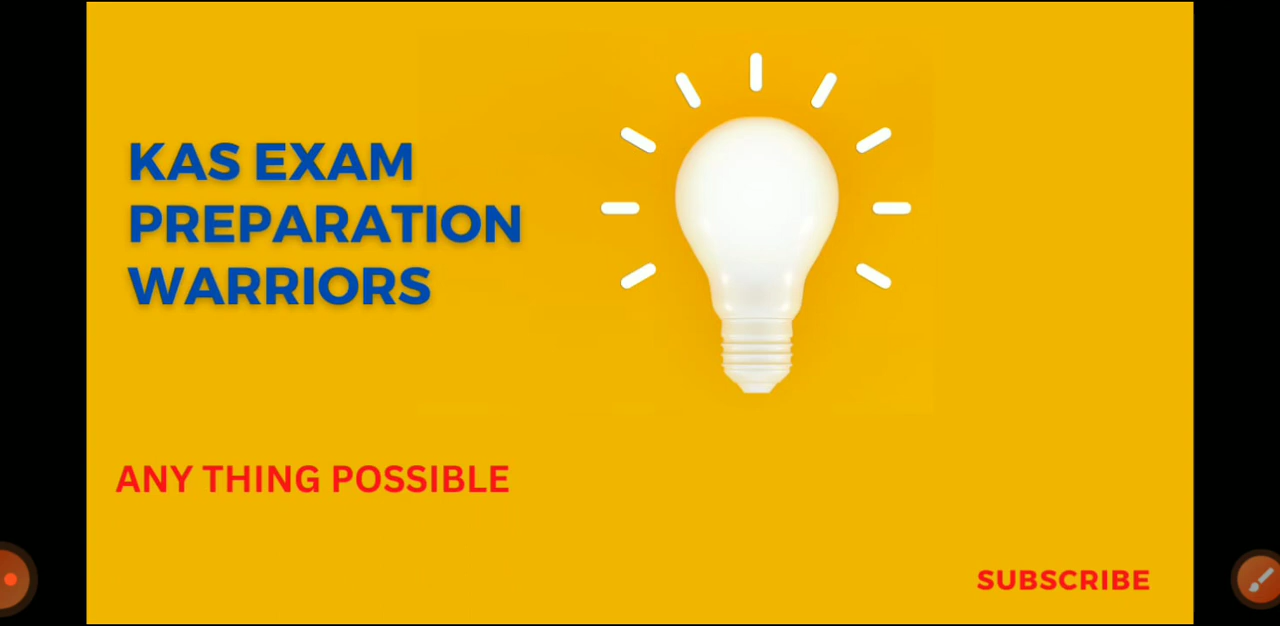 KAS EXAM
PREPARATION
WARRIORS
ANY THING POSSIBLE
SUBSCRIBE